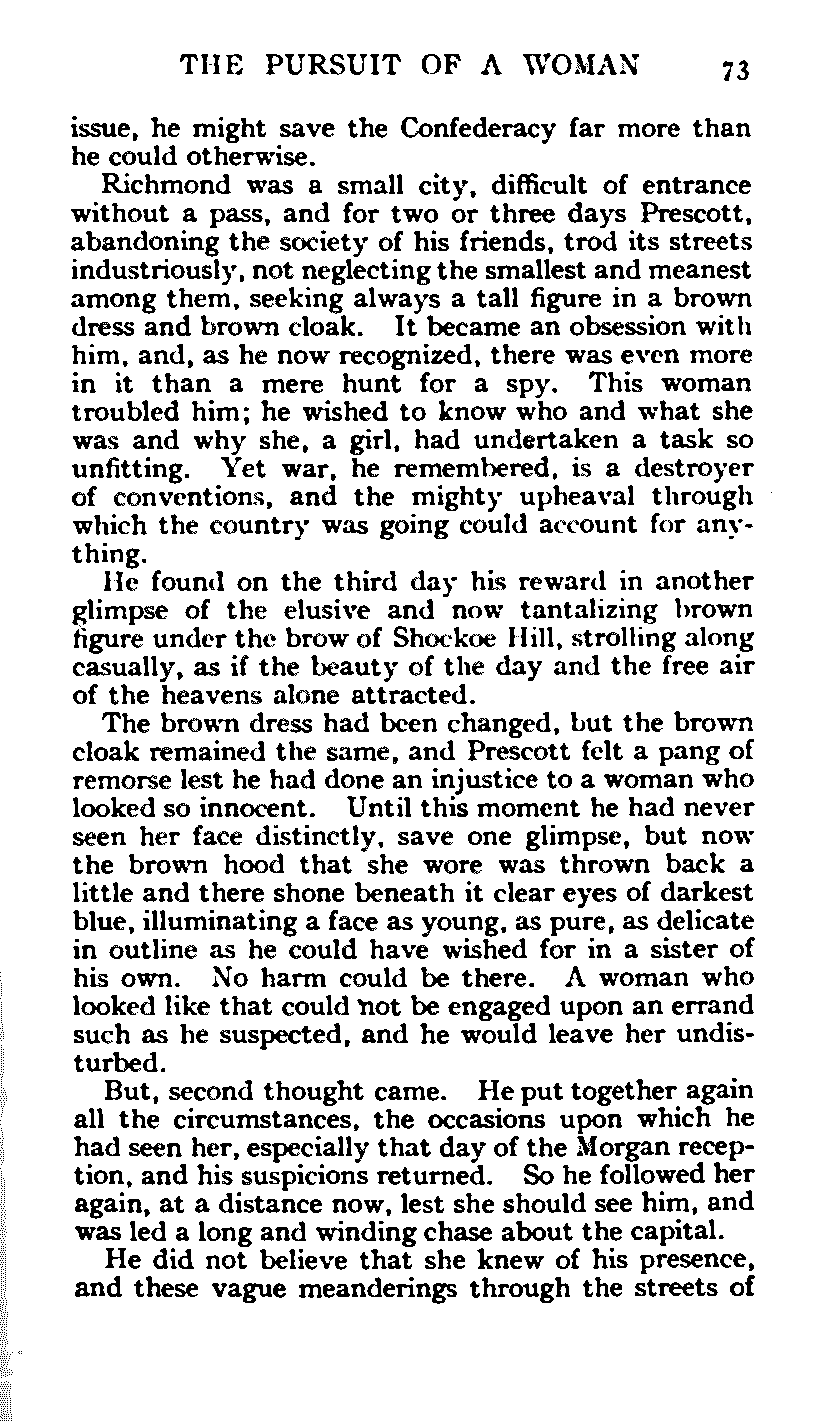 THE PURSUIT OF A WOMAN 73
issue, he might save the Confederacy far more than
he could otherwise.
Richmond was a small city, difficult of entrance
without a pass, and for two or three days Prescott,
abandoning the society of his friends, trod its streets
industriously, not neglecting the smallest and meanest
among them, seeking always a tall figure in a brown
dress and brown cloak. It became an obsession with
him, and, as he now recognized, there was even more
in it than a mere hunt for a spy. This woman
troubled him; he wished to know who and what she
was and why she, a girl, had undertaken a task so
unfitting. Yet war, he remembered, is a destroyer
of conventions, and the mighty upheaval through
which the country was going could account for any-
thing.
He found on the third day his reward in another
glimpse of the elusive and now tantalizing brown
figure under the brow of Shockoe Hill, strolling along
casually, as if the beauty of the day and the free air
of the heavens alone attracted.
The brown dress had been changed, but the brown
cloak remained the same, and Prescott felt a pang of
remorse lest he had done an injustice to a woman who
looked so innocent. Until this moment he had never
seen her face distinctly, save one glimpse, but now
the brown hood that she wore was thrown back a
little and there shone beneath it clear eyes of darkest
blue, illuminating a face as young, as pure, as delicate
in outline as he could have wished for in a sister of
his own. No harm could be there. A woman who
looked like that could not be engaged upon an errand
such as he suspected, and he would leave her undis-
turbed.
But, second thought came. He put together again
all the circumstances, the occasions upon which he
had seen her, especially that day of the Morgan recep-
tion, and his suspicions returned. So he followed her
again, at a distance now, lest she should see him, and
was led a long and winding chase about the capital.
He did not believe that she knew of his presence,
and these vague meanderings through the streets of